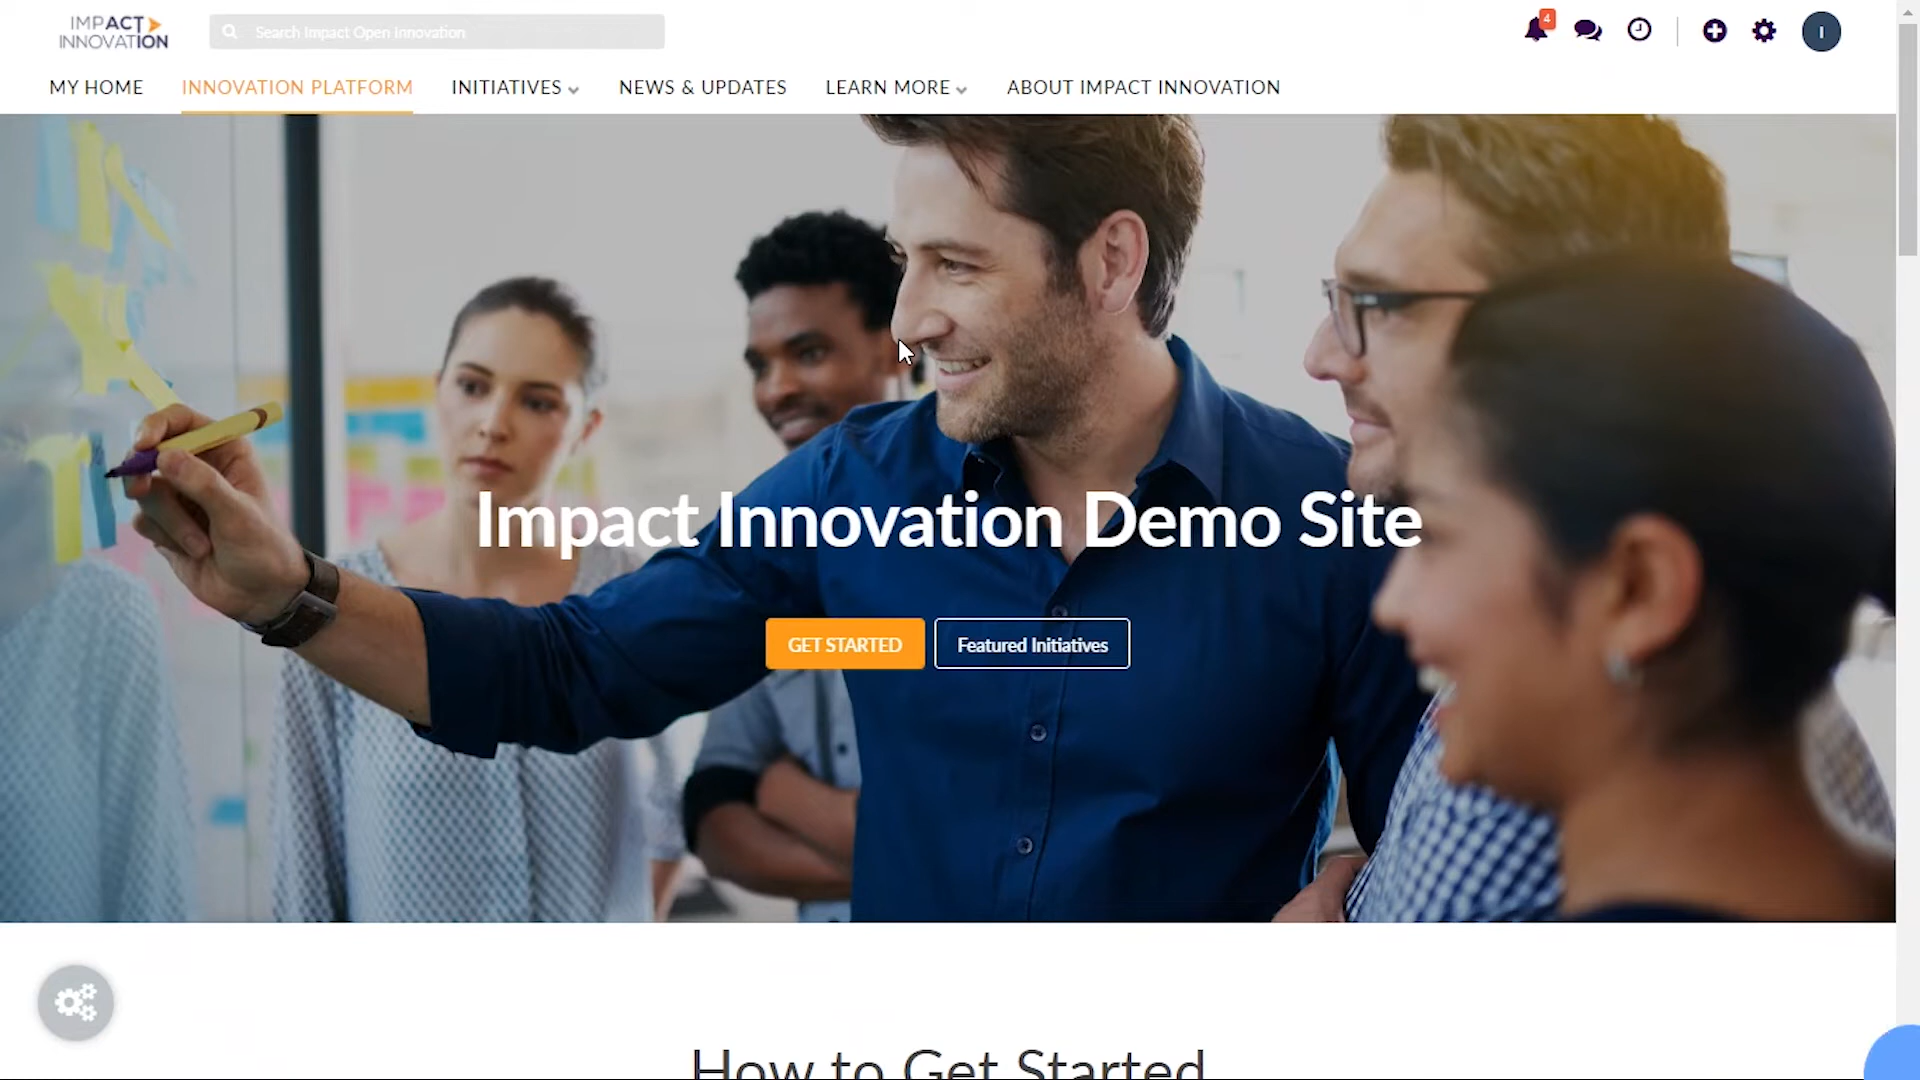 IMPACT
INNOVATION
Search Impact Open Innovation
4
I
MY HOME
INNOVATION PLATFORM
INITIATIVES
NEWS & UPDATES
LEARN MORE
ABOUT IMPACT INNOVATION
Impact Innovation Demo Site
GET STARTED
Featured Initiatives
How to Get Started